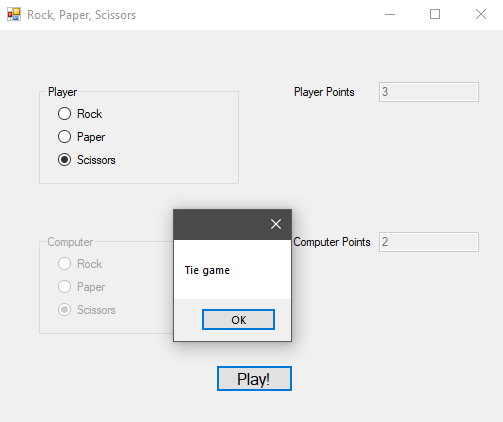 Rock, Paper, Scissors
Player
Rock
Paper
Scissors
Player Points 3
Computer
Rock
Paper
Scissors
Computer Points 2
Tie game
OK
Play!